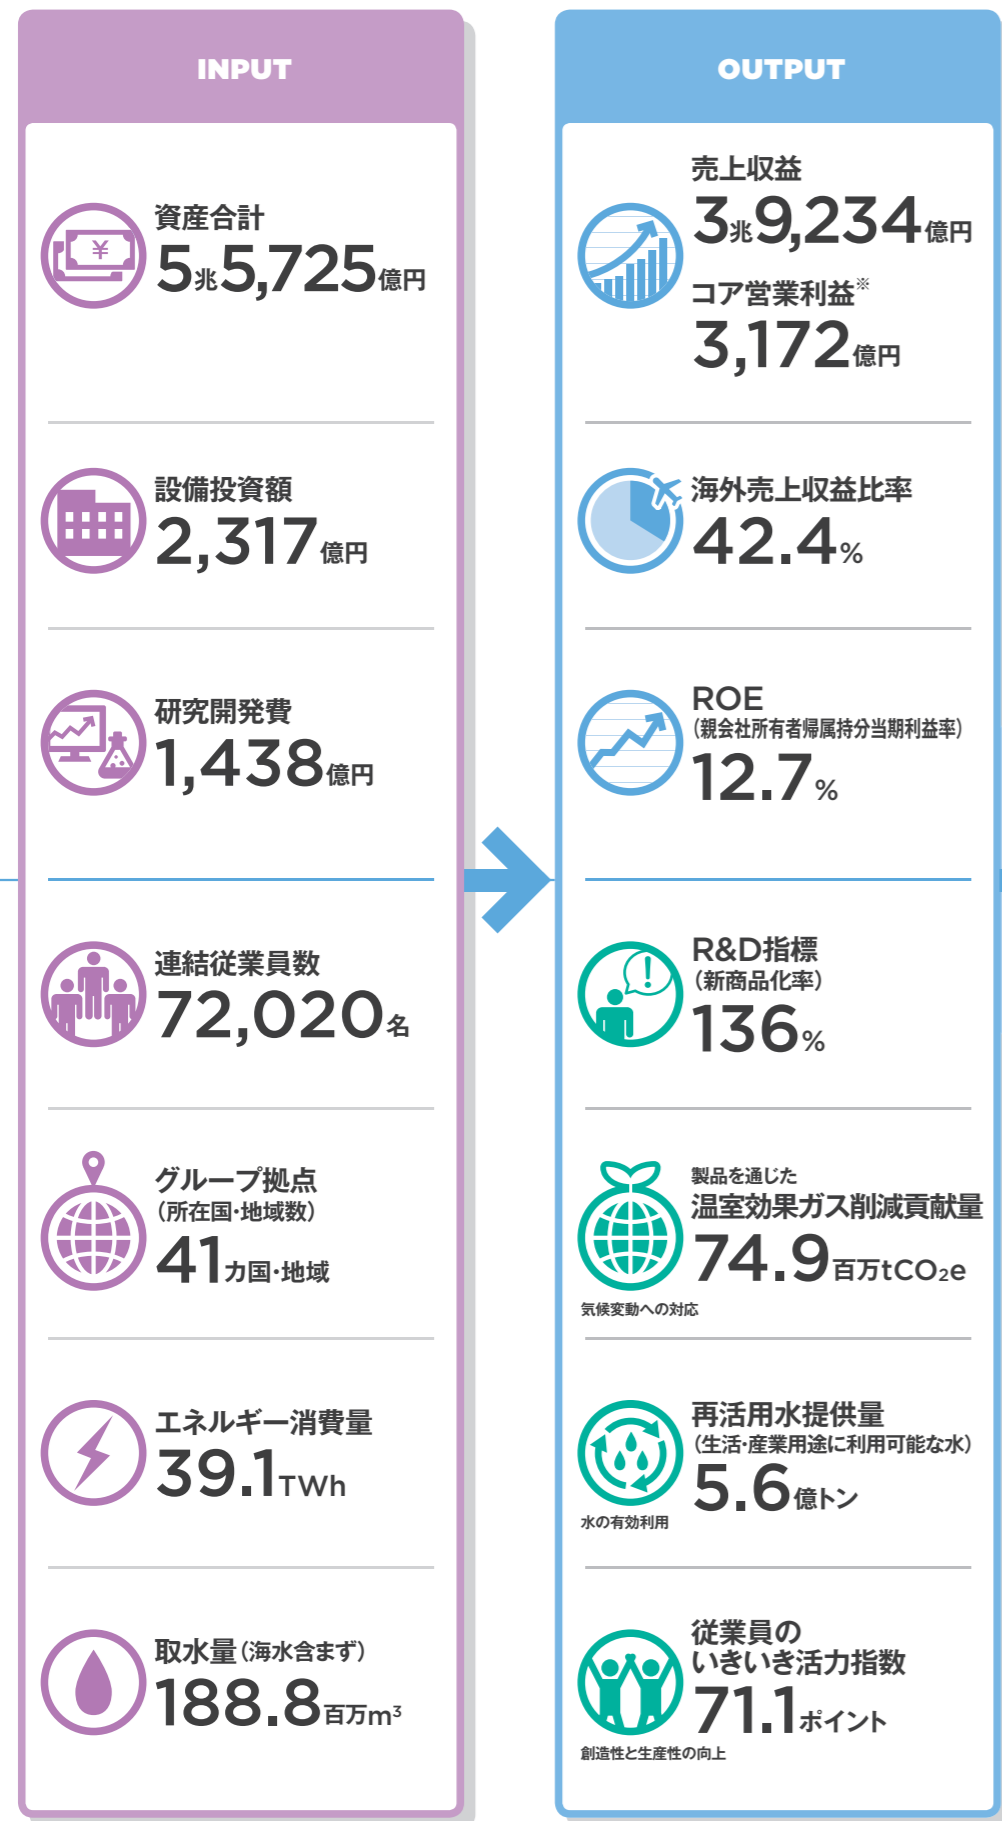 INPUT
資産合計
5兆5,725億円
設備投資額
2,317億円
研究開発費
1,438億円
連結従業員数
72,020名
グループ拠点
（所在国・地域数）
41カ国・地域
エネルギー消費量
39.1TWh
取水量（海水含まず）
188.8百万m³
OUTPUT
売上収益
3兆9,234億円
コア営業利益※
3,172億円
海外売上収益比率
42.4%
ROE
（親会社所有者帰属持分当期利益率）
12.7%
R&D指標
（新商品化率）
136%
製品を通じた
温室効果ガス削減貢献量
74.9百万tCO₂e
気候変動への対応
再活用水提供量
（生活・産業用途に利用可能な水）
5.6億トン
水の有効利用
従業員の
いきいき活力指数
71.1ポイント
創造性と生産性の向上